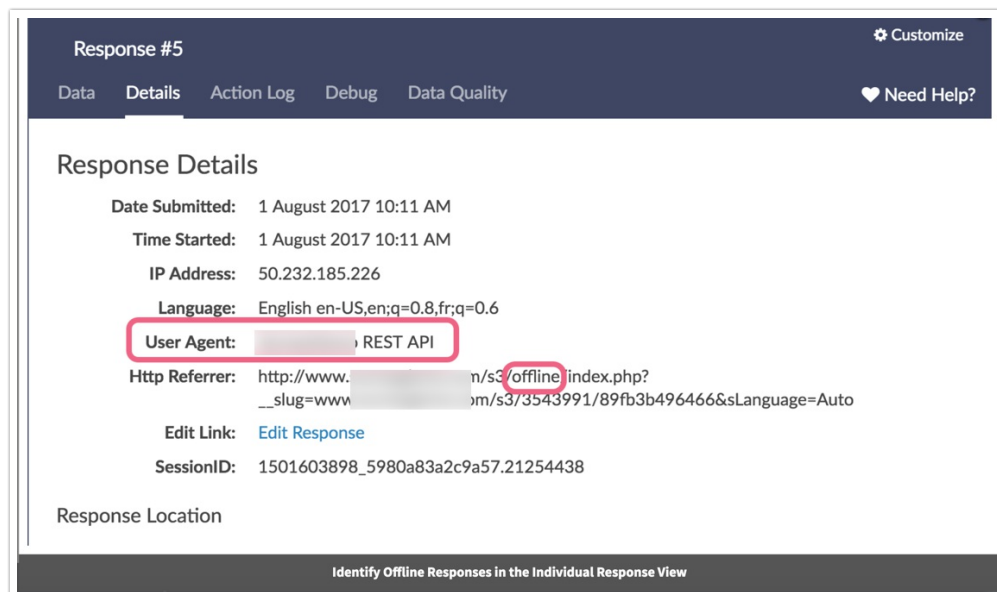 Response #5
Customize
Data Details Action Log Debug Data Quality
Need Help?
Response Details
Date Submitted: 1 August 2017 10:11 AM
Time Started: 1 August 2017 10:11 AM
IP Address: 50.232.185.226
Language: English en-US,en;q=0.8,fr;q=0.6
User Agent: REST API
Http Referrer: http://www. /s3/offline/index.php?
__slug=www m/s3/3543991/89fb3b496466&sLanguage=Auto
Edit Link: Edit Response
SessionID: 1501603898_5980a83a2c9a57.21254438
Response Location
Identify Offline Responses in the Individual Response View